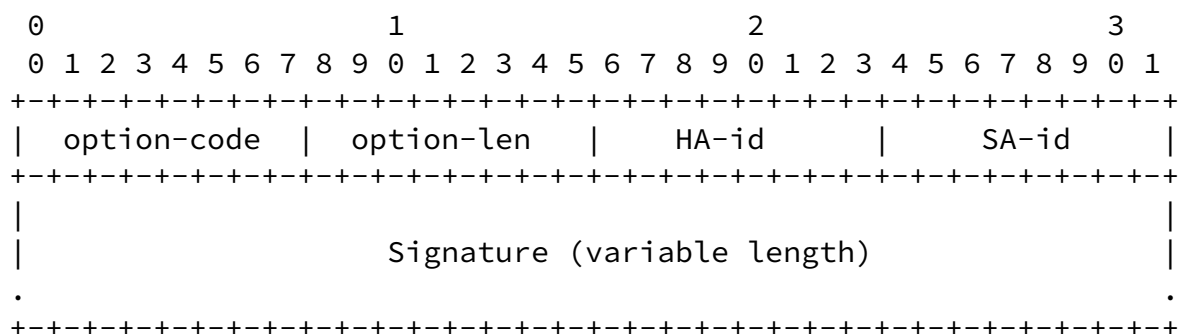 0                   1                   2                   3
 0 1 2 3 4 5 6 7 8 9 0 1 2 3 4 5 6 7 8 9 0 1 2 3 4 5 6 7 8 9 0 1
+-+-+-+-+-+-+-+-+-+-+-+-+-+-+-+-+-+-+-+-+-+-+-+-+-+-+-+-+-+-+-+-+
|  option-code  |  option-len   |    HA-id      |     SA-id     |
+-+-+-+-+-+-+-+-+-+-+-+-+-+-+-+-+-+-+-+-+-+-+-+-+-+-+-+-+-+-+-+-+
|                                                               |
|                    Signature (variable length)                |
.                                                               .
+-+-+-+-+-+-+-+-+-+-+-+-+-+-+-+-+-+-+-+-+-+-+-+-+-+-+-+-+-+-+-+-+